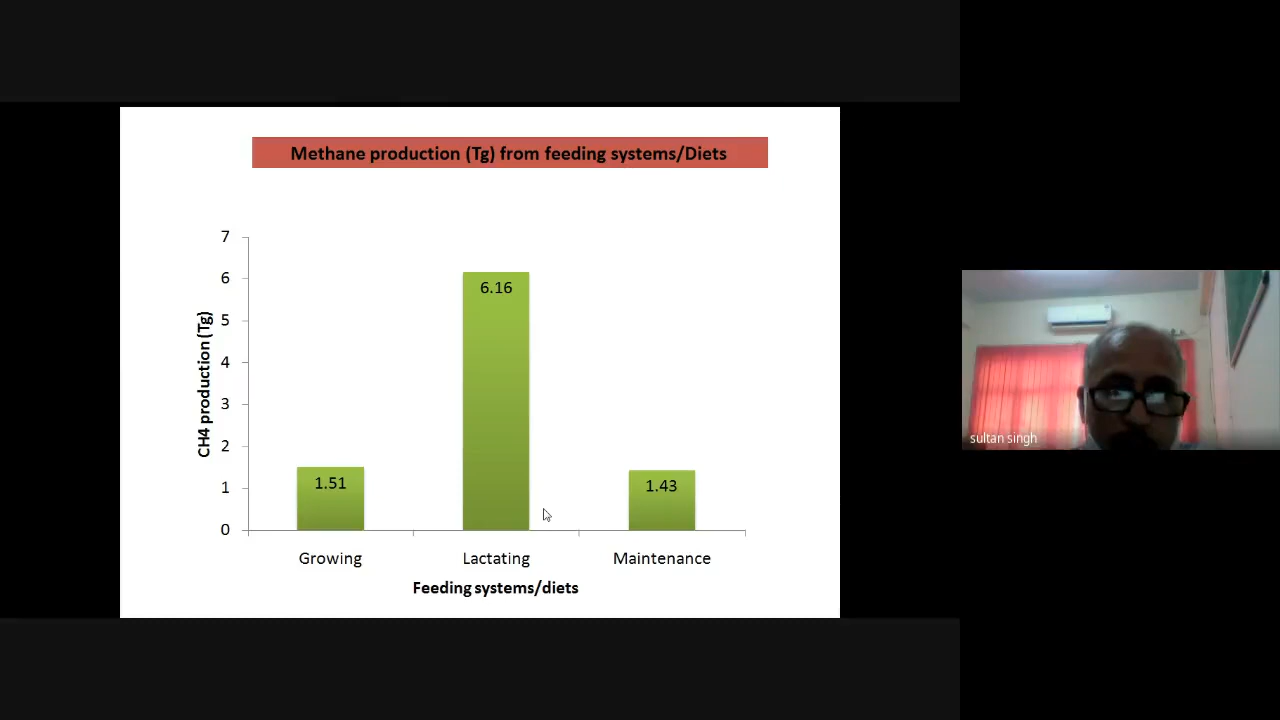 Methane production (Tg) from feeding systems/Diets
7
6
5
4
3
2
1
0
CH4 production (Tg)
1.51
6.16
1.43
Growing
Lactating
Maintenance
Feeding systems/diets
sultan singh